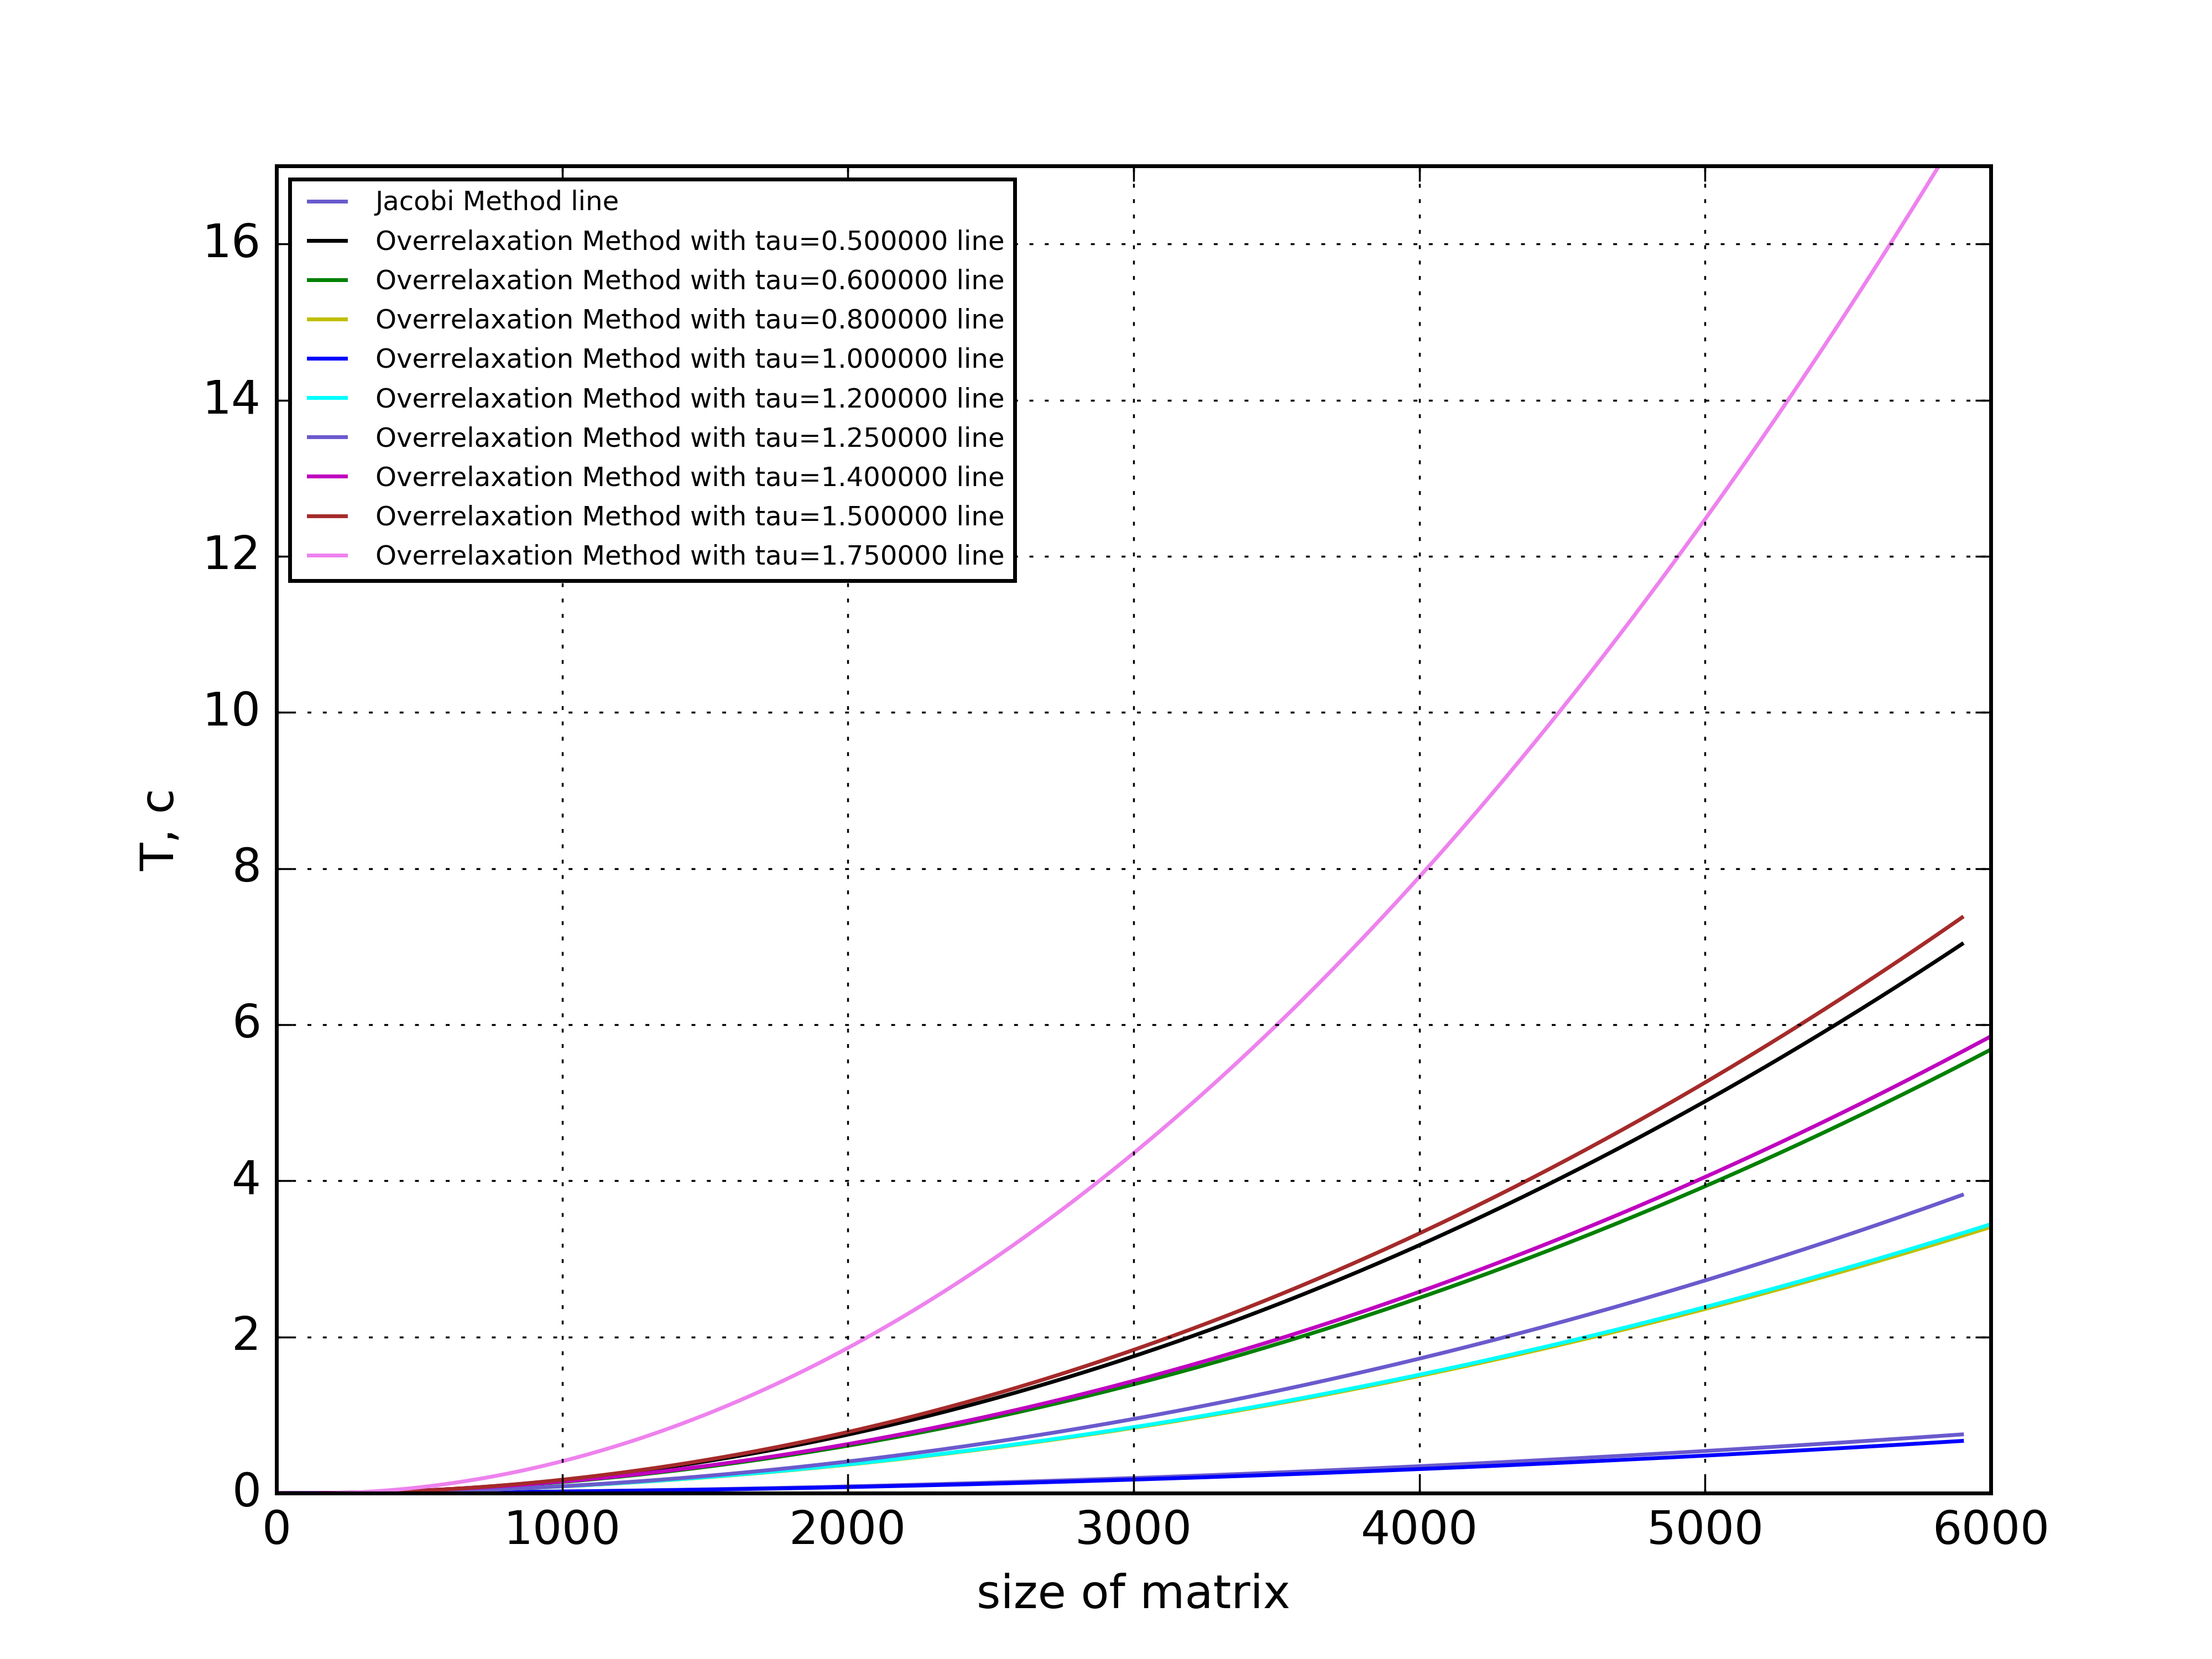 Jacobi Method line
Overrelaxation Method with tau=0.500000 line
Overrelaxation Method with tau=0.600000 line
Overrelaxation Method with tau=0.800000 line
Overrelaxation Method with tau=1.000000 line
Overrelaxation Method with tau=1.200000 line
Overrelaxation Method with tau=1.250000 line
Overrelaxation Method with tau=1.400000 line
Overrelaxation Method with tau=1.500000 line
Overrelaxation Method with tau=1.750000 line
16
14
12
10
8
6
4
2
0
T, c
0 1000 2000 3000 4000 5000 6000
size of matrix